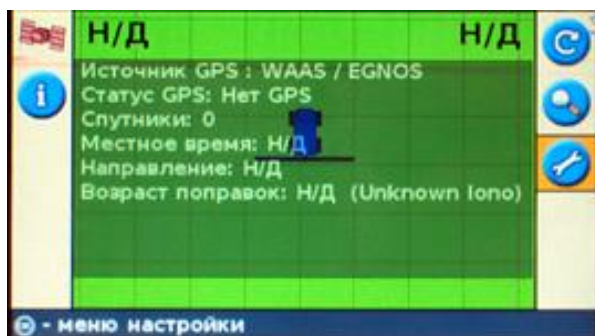 Н/Д Н/Д
Источник GPS : WAAS / EGNOS
Статус GPS: Нет GPS
Спутники: 0
Местное время: Н/Д
Направление: Н/Д
Возраст поправок: Н/Д (Unknown Iono)
- меню настройки